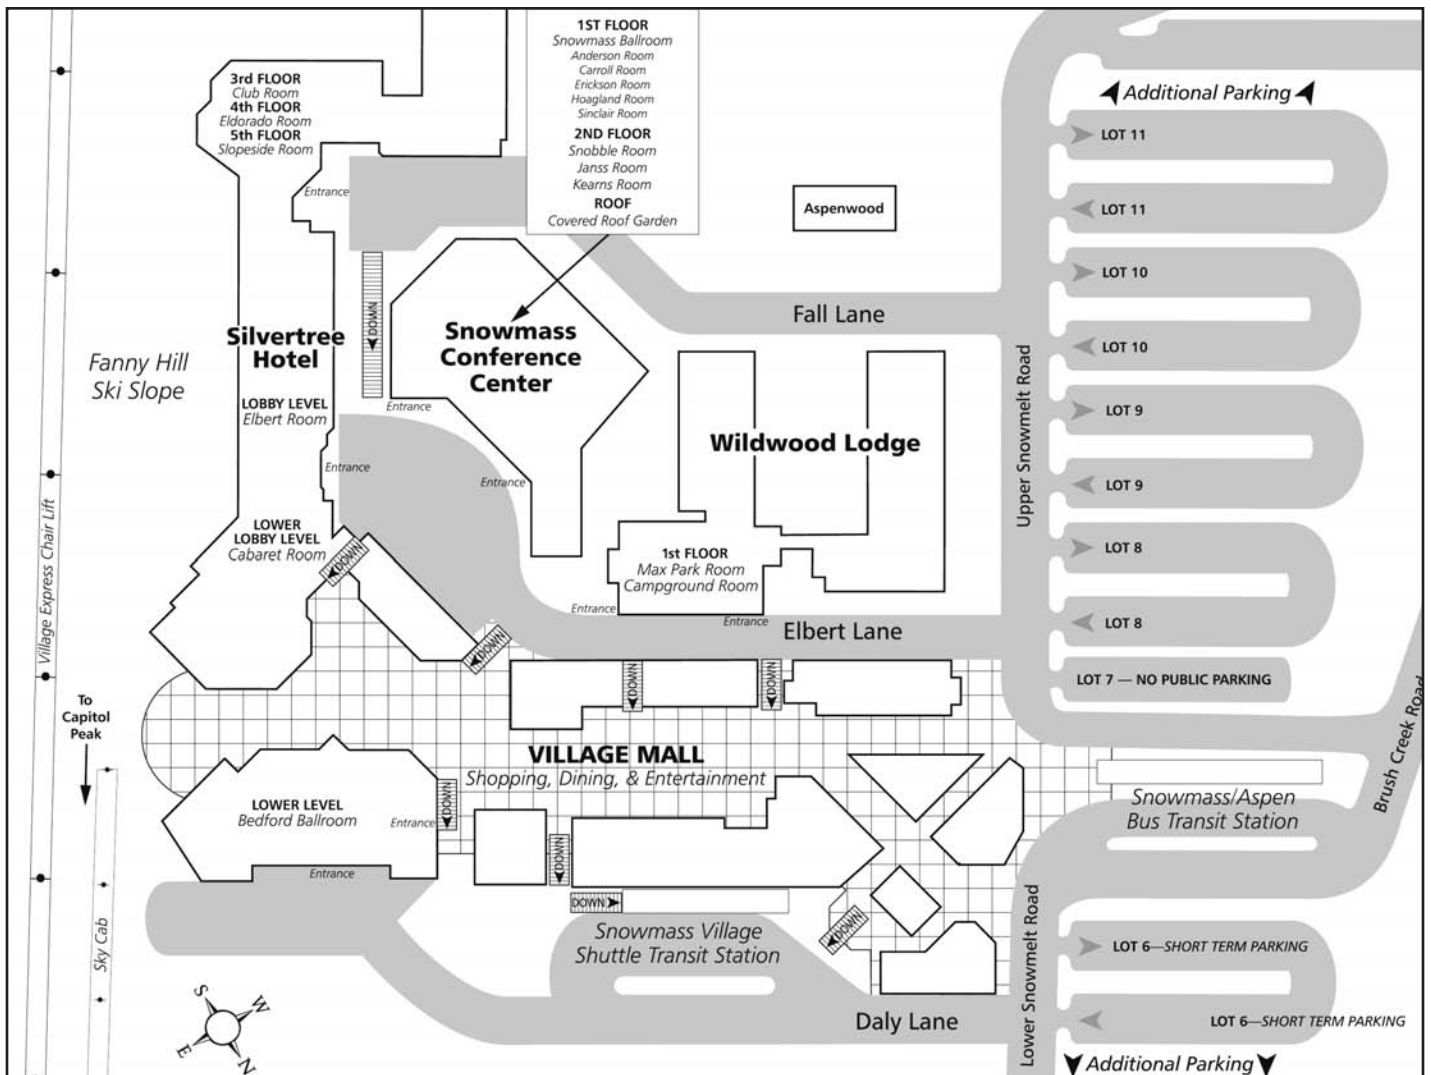 1ST FLOOR
Snowmass Ballroom
Anderson Room
Carroll Room
Erickson Room
Hoagland Room
Sinclair Room
2ND FLOOR
Snobble Room
Janss Room
Kearns Room
ROOF
Covered Roof Garden
3rd FLOOR
Club Room
4th FLOOR
Eldorado Room
5th FLOOR
Slopeside Room
Entrance
Additional Parking
LOT 11
LOT 11
LOT 10
LOT 10
LOT 9
LOT 9
LOT 8
LOT 8
LOT 7 — NO PUBLIC PARKING
Aspenwood
Fall Lane
Upper Snowmelt Road
DOWN
Silvertree
Hotel
Snowmass
Conference
Center
Fanny Hill
Ski Slope
LOBBY LEVEL
Elbert Room
Entrance
Entrance
Entrance
Wildwood Lodge
Village Express Chair Lift
LOWER
LOBBY LEVEL
Cabaret Room
DOWN
1st FLOOR
Max Park Room
Campground Room
Entrance
Entrance
Elbert Lane
DOWN
DOWN
DOWN
To
Capitol
Peak
VILLAGE MALL
Shopping, Dining, & Entertainment
Brush Creek Road
Snowmass/Aspen
Bus Transit Station
LOWER LEVEL
Bedford Ballroom
Entrance
DOWN
DOWN
Entrance
DOWN
DOWN
Sky Cab
Snowmass Village
Shuttle Transit Station
Lower Snowmelt Road
LOT 6—SHORT TERM PARKING
LOT 6—SHORT TERM PARKING
Daly Lane
S
W
E
N
Additional Parking